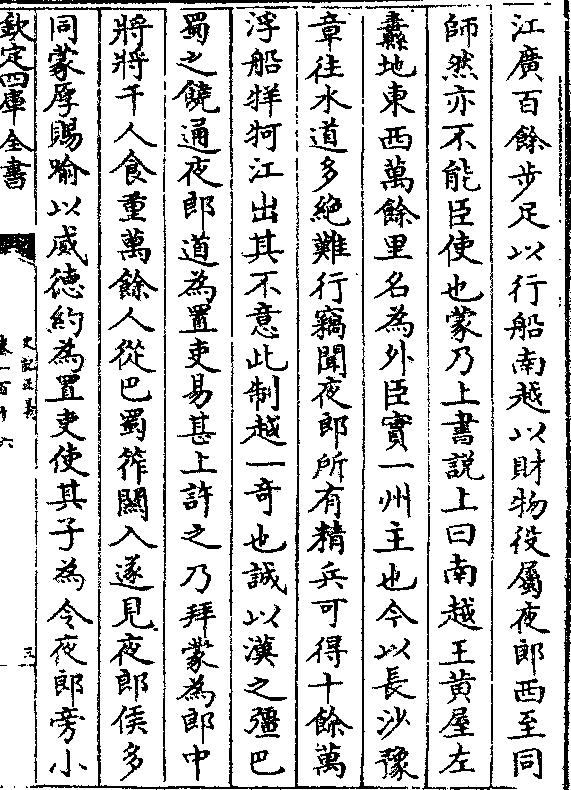 江廣百餘步足以行船南越以財物役屬夜郎西至同
師然亦不能臣使也蒙乃上書說上曰南越王黄屋左
纛地東西萬餘里名為外臣實一州主也今以長沙豫
章往水道多絶難行竊聞夜郎所有精兵可得十餘萬
浮船牂牁江出其不意此制越一奇也誠以漢之彊巴
蜀之饒通夜郎道為置吏易甚上許之乃拜蒙為郎中
將將千人食重萬餘人從巴蜀筰關入遂見夜郎侯多
同蒙厚賜喻以威德約為置吏使其子為令夜郎旁小
欽定四庫全書
史記正義
卷一百十六
三